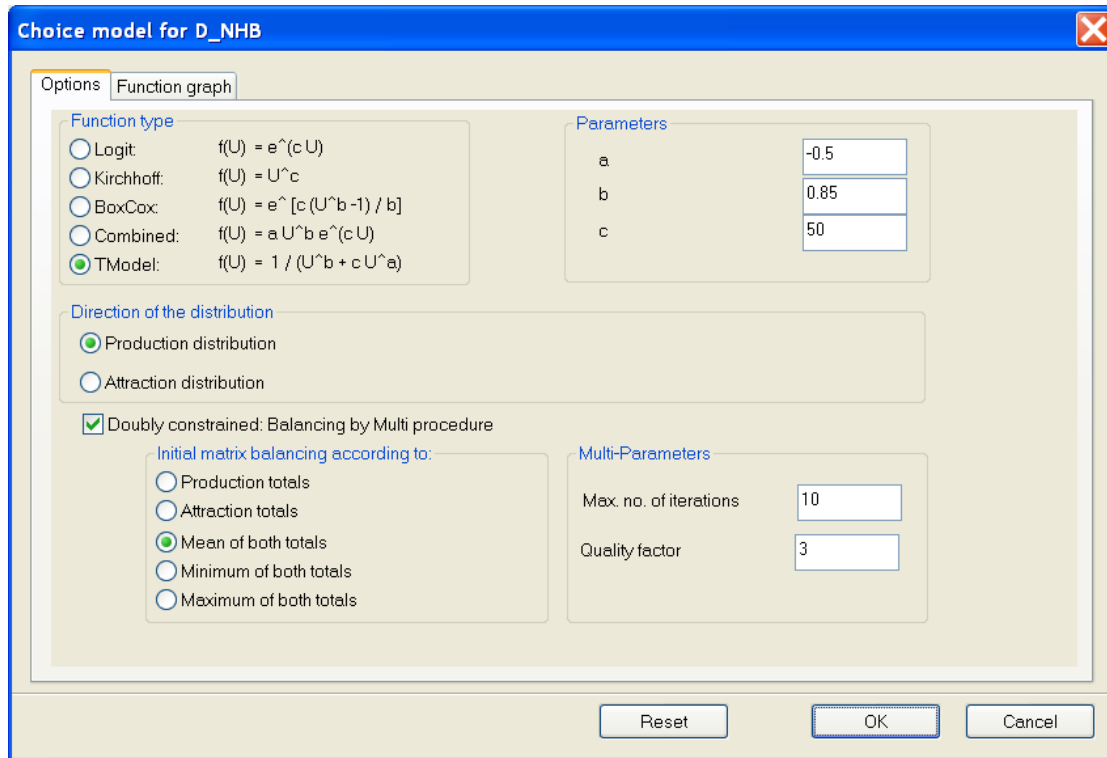 Choice model for D_NHB
Options Function graph
Function type
Logit: f(U) = e^(c U)
Kirchhoff: f(U) = U^c
BoxCox: f(U) = e^ [c (U^b -1) / b]
Combined: f(U) = a U^b e^(c U)
TModel: f(U) = 1 / (U^b + c U^a)
Parameters
a -0.5
b 0.85
c 50
Direction of the distribution
Production distribution
Attraction distribution
Doubly constrained: Balancing by Multi procedure
Initial matrix balancing according to:
Production totals
Attraction totals
Mean of both totals
Minimum of both totals
Maximum of both totals
Multi-Parameters
Max. no. of iterations 10
Quality factor 3
Reset OK Cancel